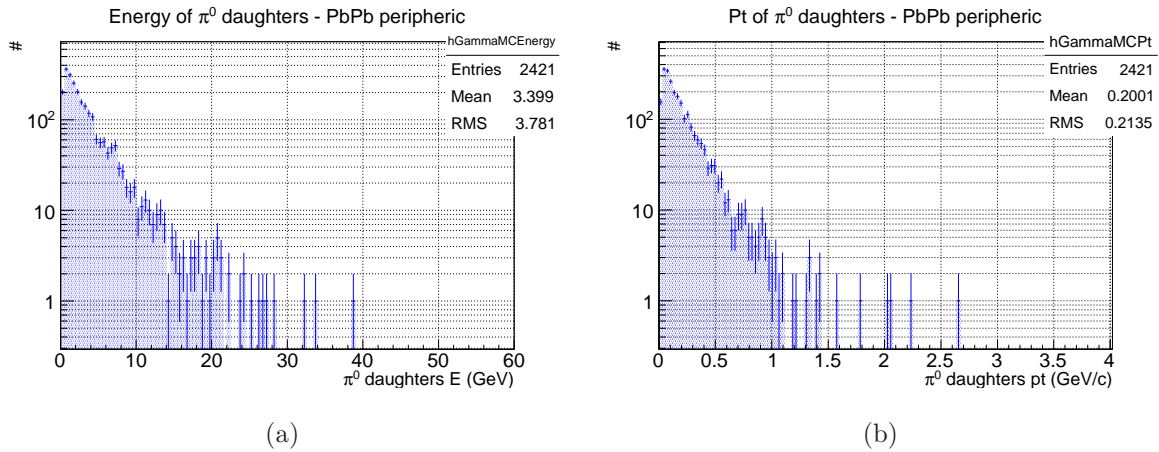 Energy of π⁰ daughters - PbPb peripheric
#
hGammaMCEnergy
Entries 2421
Mean 3.399
RMS 3.781
10²
10
1
0 10 20 30 40 50 60
π⁰ daughters E (GeV)
(a)
Pt of π⁰ daughters - PbPb peripheric
#
hGammaMCPt
Entries 2421
Mean 0.2001
RMS 0.2135
10²
10
1
0 0.5 1 1.5 2 2.5 3 3.5 4
π⁰ daughters pt (GeV/c)
(b)